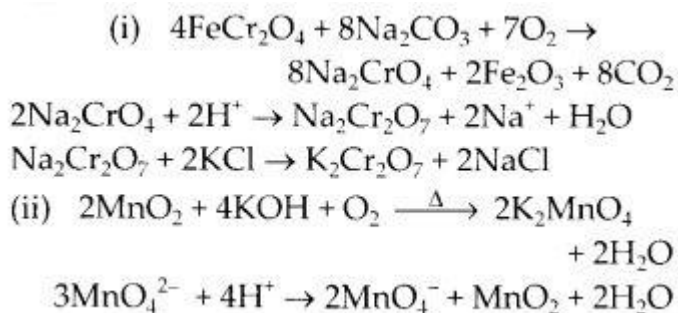 (i) 4FeCr₂O₄ + 8Na₂CO₃ + 7O₂ →
8Na₂CrO₄ + 2Fe₂O₃ + 8CO₂
2Na₂CrO₄ + 2H⁺ → Na₂Cr₂O₇ + 2Na⁺ + H₂O
Na₂Cr₂O₇ + 2KCl → K₂Cr₂O₇ + 2NaCl
(ii) 2MnO₂ + 4KOH + O₂ —Δ→ 2K₂MnO₄
+ 2H₂O
3MnO₄²⁻ + 4H⁺ → 2MnO₄⁻ + MnO₂ + 2H₂O